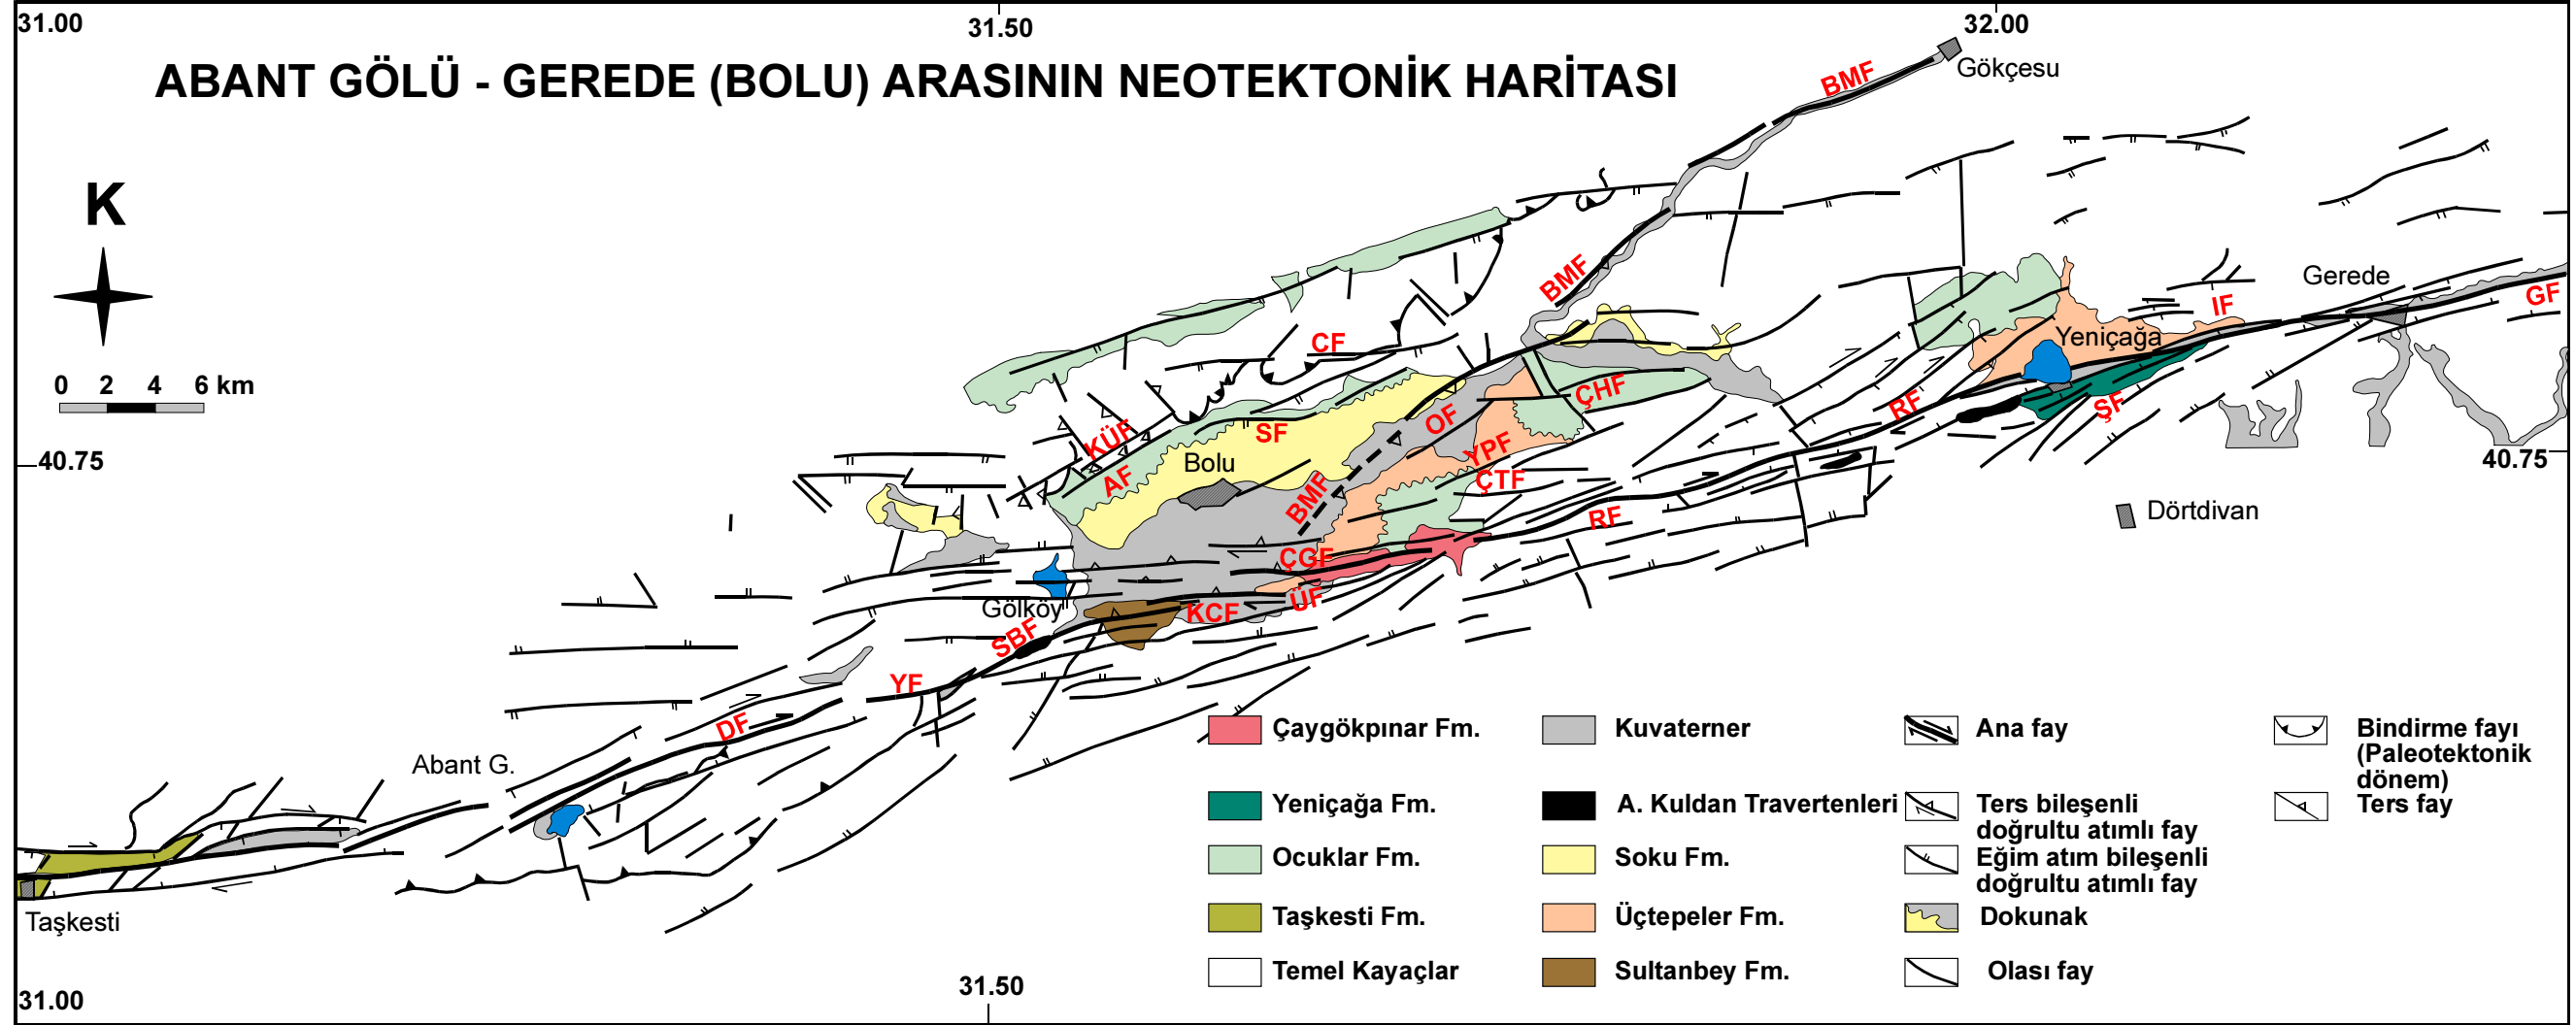 31.00
31.50
32.00
ABANT GÖLÜ - GEREDE (BOLU) ARASININ NEOTEKTONİK HARİTASI
BMF
Gökçesu
K
BMF
Gerede
GF
IF
Yeniçağa
CF
0 2 4 6 km
ÇHF
RF
ŞF
OF
SF
KÜF
YPF
40.75
Bolu
40.75
AF
ÇTF
BMF
RF
Dörtdivan
ÇGF
Gölköy
KCF
ÜF
SBF
YF
DF
Abant G.
Taşkesti
Çaygökpınar Fm.
Kuvaterner
Ana fay
Bindirme fayı
(Paleotektonik
dönem)
Yeniçağa Fm.
A. Kuldan Travertenleri
Ters bileşenli
doğrultu atımlı fay
Ters fay
Ocuklar Fm.
Soku Fm.
Eğim atım bileşenli
doğrultu atımlı fay
Taşkesti Fm.
Üçtepeler Fm.
Dokunak
Temel Kayaçlar
Sultanbey Fm.
Olası fay
31.00
31.50